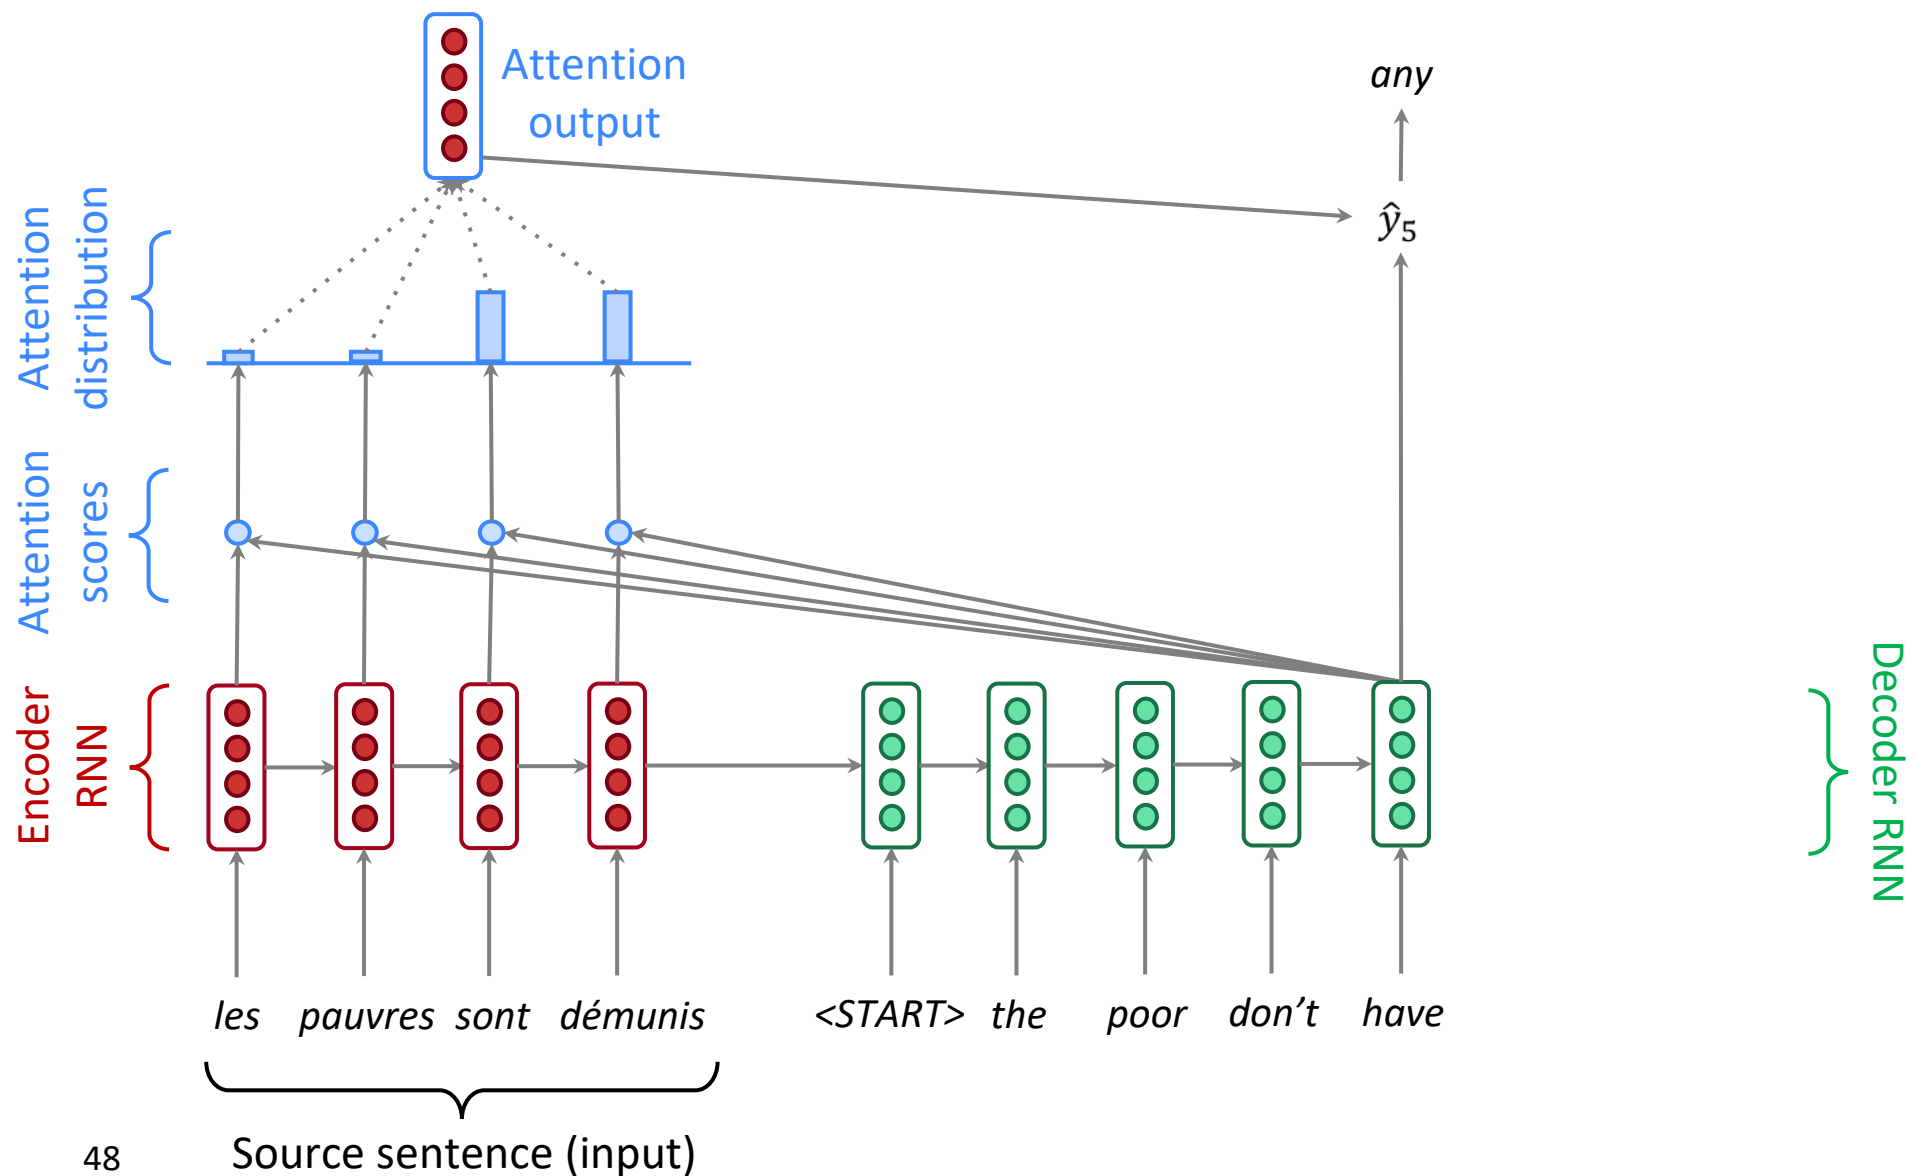 Attention
output
any
Attention
distribution
ŷ₅
Attention
scores
Encoder
RNN
Decoder RNN
les pauvres sont démunis <START> the poor don’t have
Source sentence (input)
48